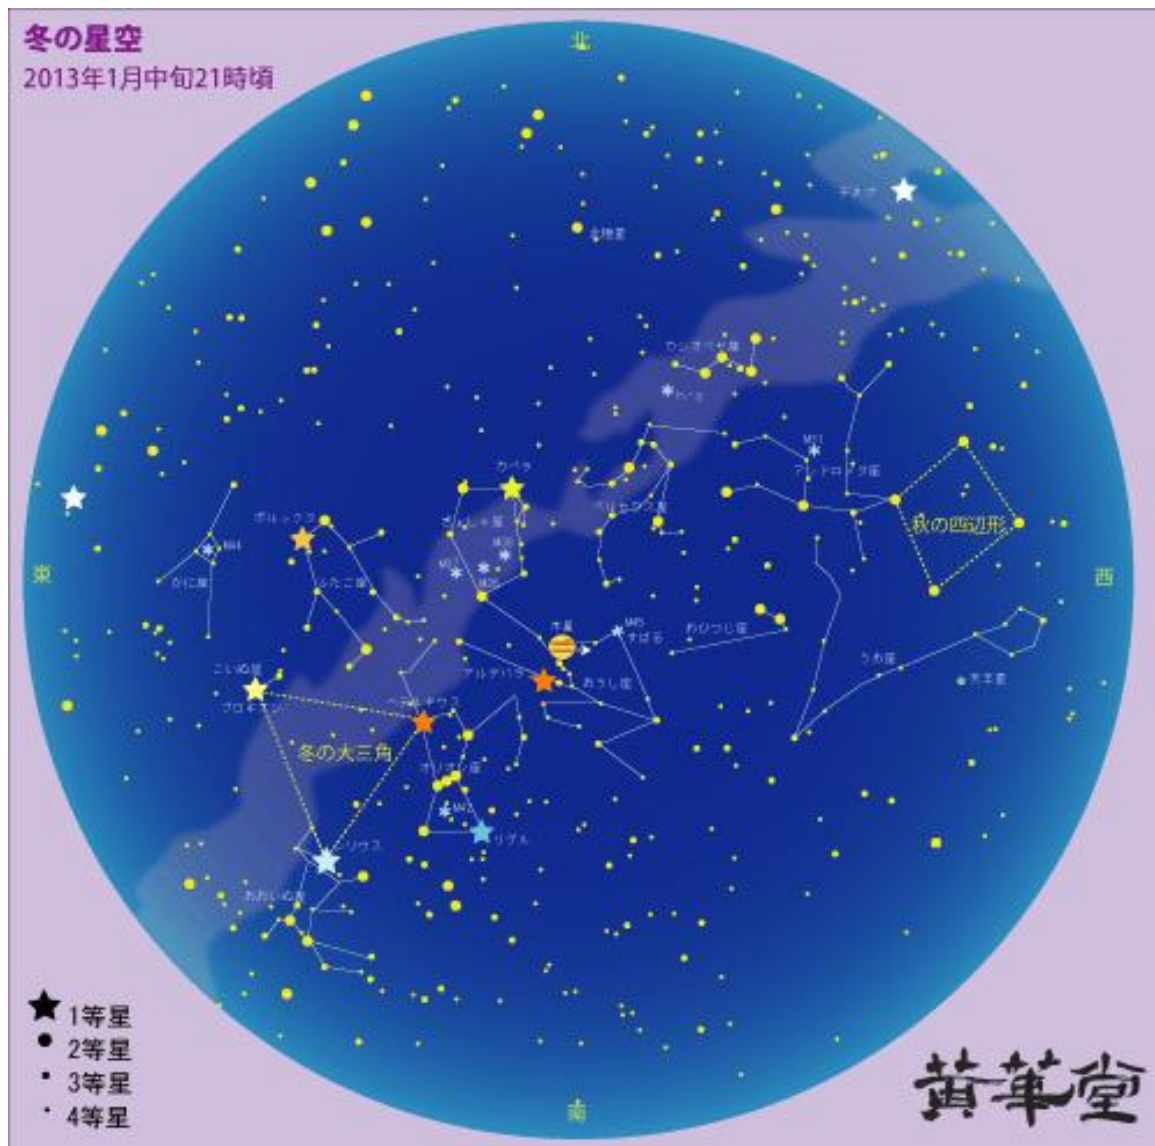 冬の星空
2013年1月中旬21時頃
北
北極星
カシオペヤ座
h-χ
M31
アンドロメダ座
カペラ
ペルセウス座
ぎょしゃ座
秋の四辺形
ポルックス
M44
M37
かに座
ふたご座
東
西
木星
M45
すばる
おひつじ座
うお座
天王星
こいぬ座
プロキオン
アルデバラン
おうし座
ベテルギウス
冬の大三角
オリオン座
M42
リゲル
シリウス
おおいぬ座
1等星
2等星
3等星
4等星
南
黄華堂